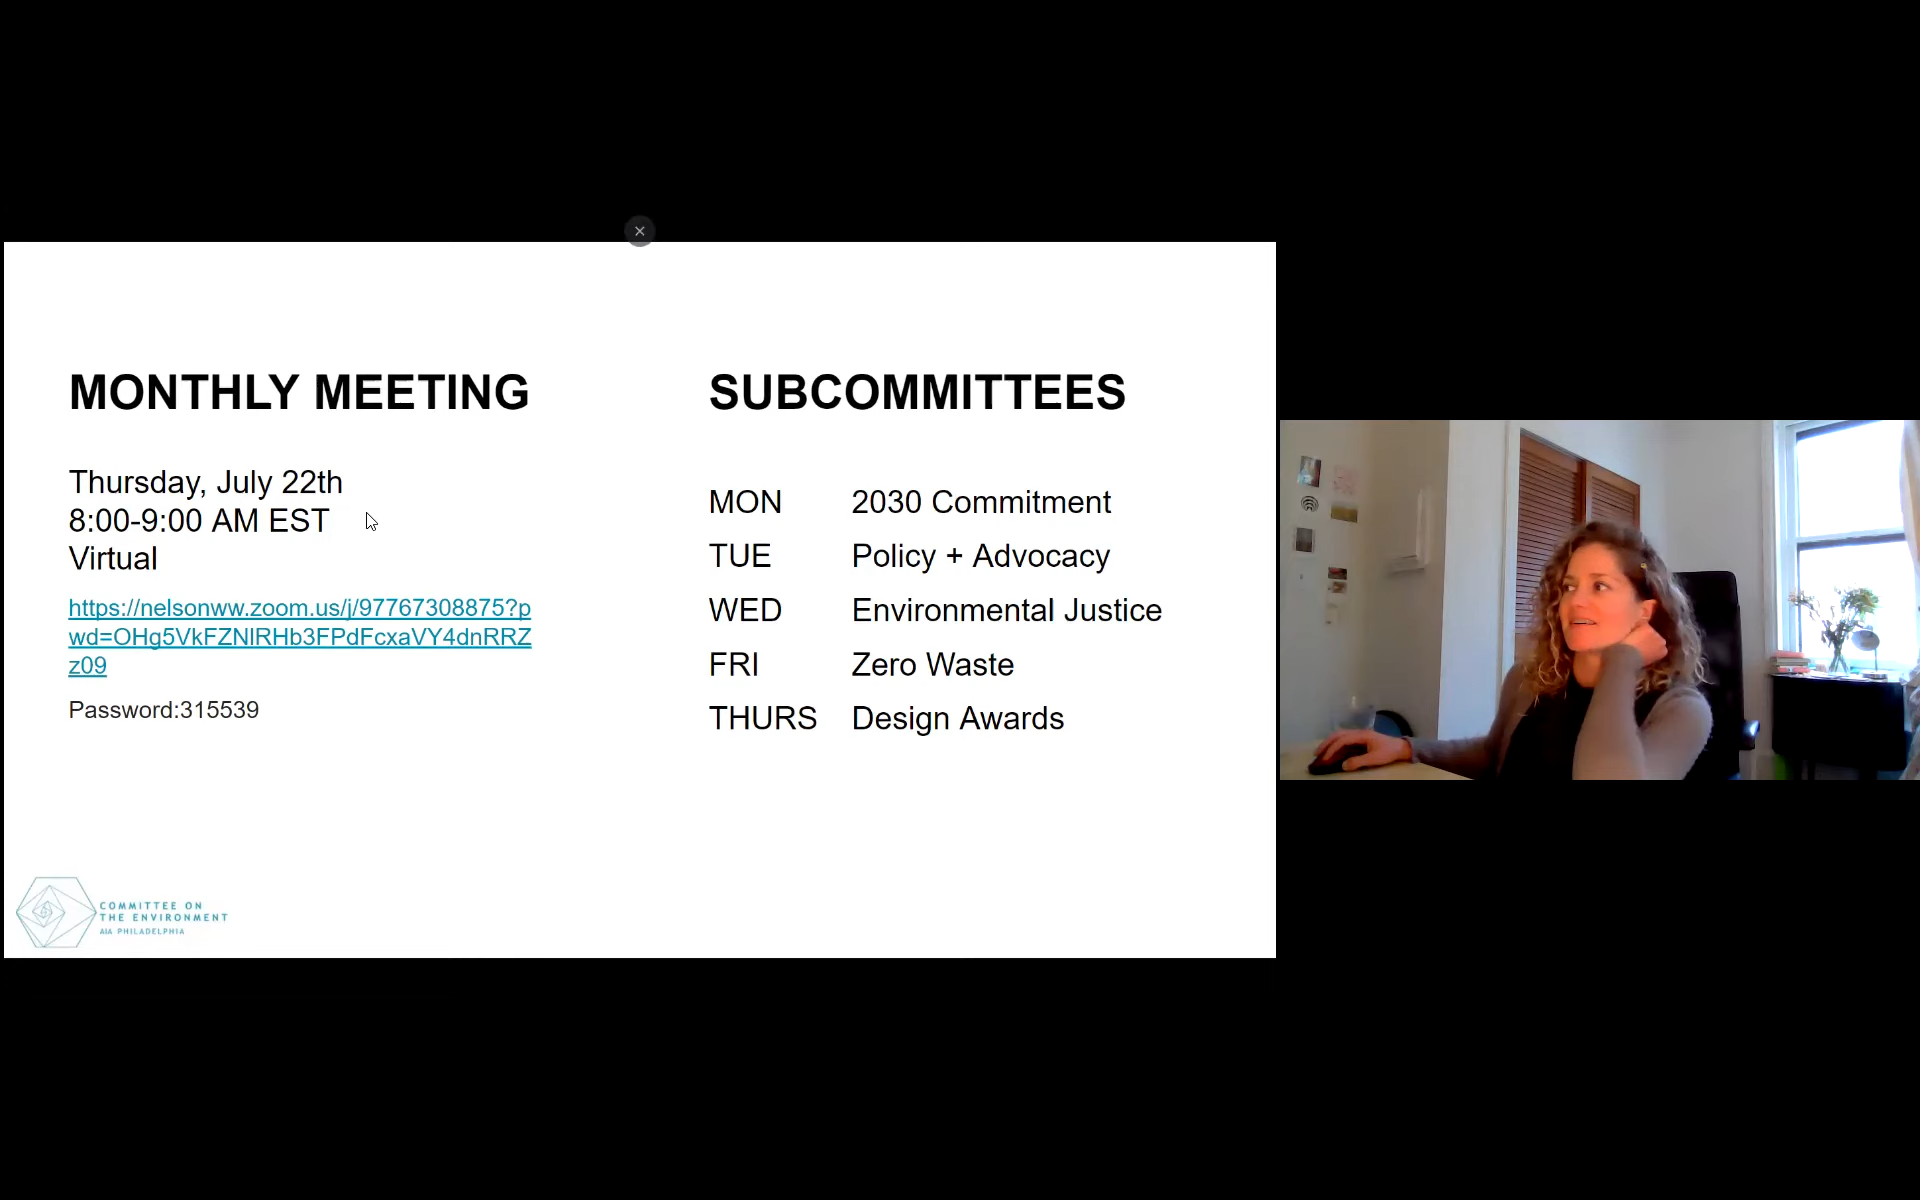 MONTHLY MEETING
Thursday, July 22th
8:00-9:00 AM EST
Virtual
https://nelsonww.zoom.us/j/97767308875?p
wd=OHg5VkFZNlRHb3FPdFcxaVY4dnRRZ
z09
Password:315539
SUBCOMMITTEES
MON 2030 Commitment
TUE Policy + Advocacy
WED Environmental Justice
FRI Zero Waste
THURS Design Awards
COMMITTEE ON
THE ENVIRONMENT
AIA PHILADELPHIA